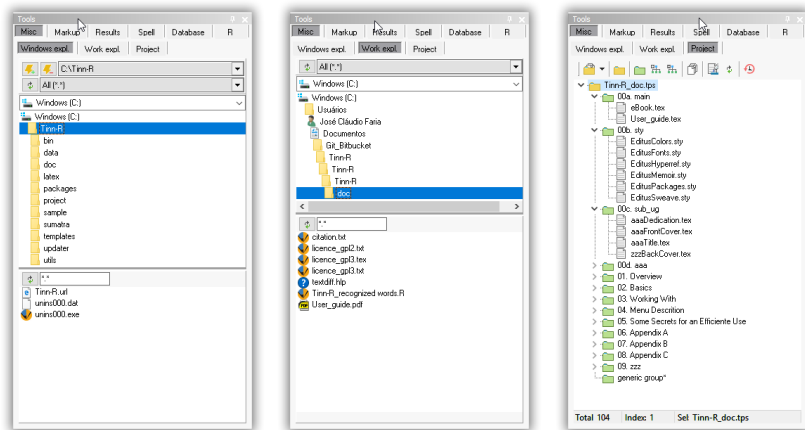 Tools
Misc Markup Results Spell Database R
Windows expl. Work expl. Project
C:\Tinn-R
All (*.*)
Windows (C:)
Windows (C:)
Tinn-R
bin
data
doc
latex
packages
project
sample
sumatra
templates
updater
utils
*.*
Tinn-R.url
unins000.dat
unins000.exe
Tools
Misc Markup Results Spell Database R
Windows expl. Work expl. Project
All (*.*)
Windows (C:)
Windows (C:)
Usuários
José Cláudio Faria
Documentos
Git_Bitbucket
Tinn-R
Tinn-R
Tinn-R
doc
*.*
citation.txt
licence_gpl2.txt
licence_gpl3.tex
licence_gpl3.txt
textdiff.hlp
Tinn-R_recognized words.R
User_guide.pdf
Tools
Misc Markup Results Spell Database R
Windows expl. Work expl. Project
Tinn-R_doc.tps
00a. main
eBook.tex
User_guide.tex
00b. sty
EditusColors.sty
EditusFonts.sty
EditusHyperref.sty
EditusMemoir.sty
EditusPackages.sty
EditusSweave.sty
00c. sub_ug
aaaDedication.tex
aaaFrontCover.tex
aaaTitle.tex
zzzBackCover.tex
00d. aaa
01. Overview
02. Basics
03. Working With
04. Menu Descrition
05. Some Secrets for an Efficiente Use
06. Appendix A
07. Appendix B
08. Appendix C
09. zzz
generic group*
Total 104 Index: 1 Sel: Tinn-R_doc.tps